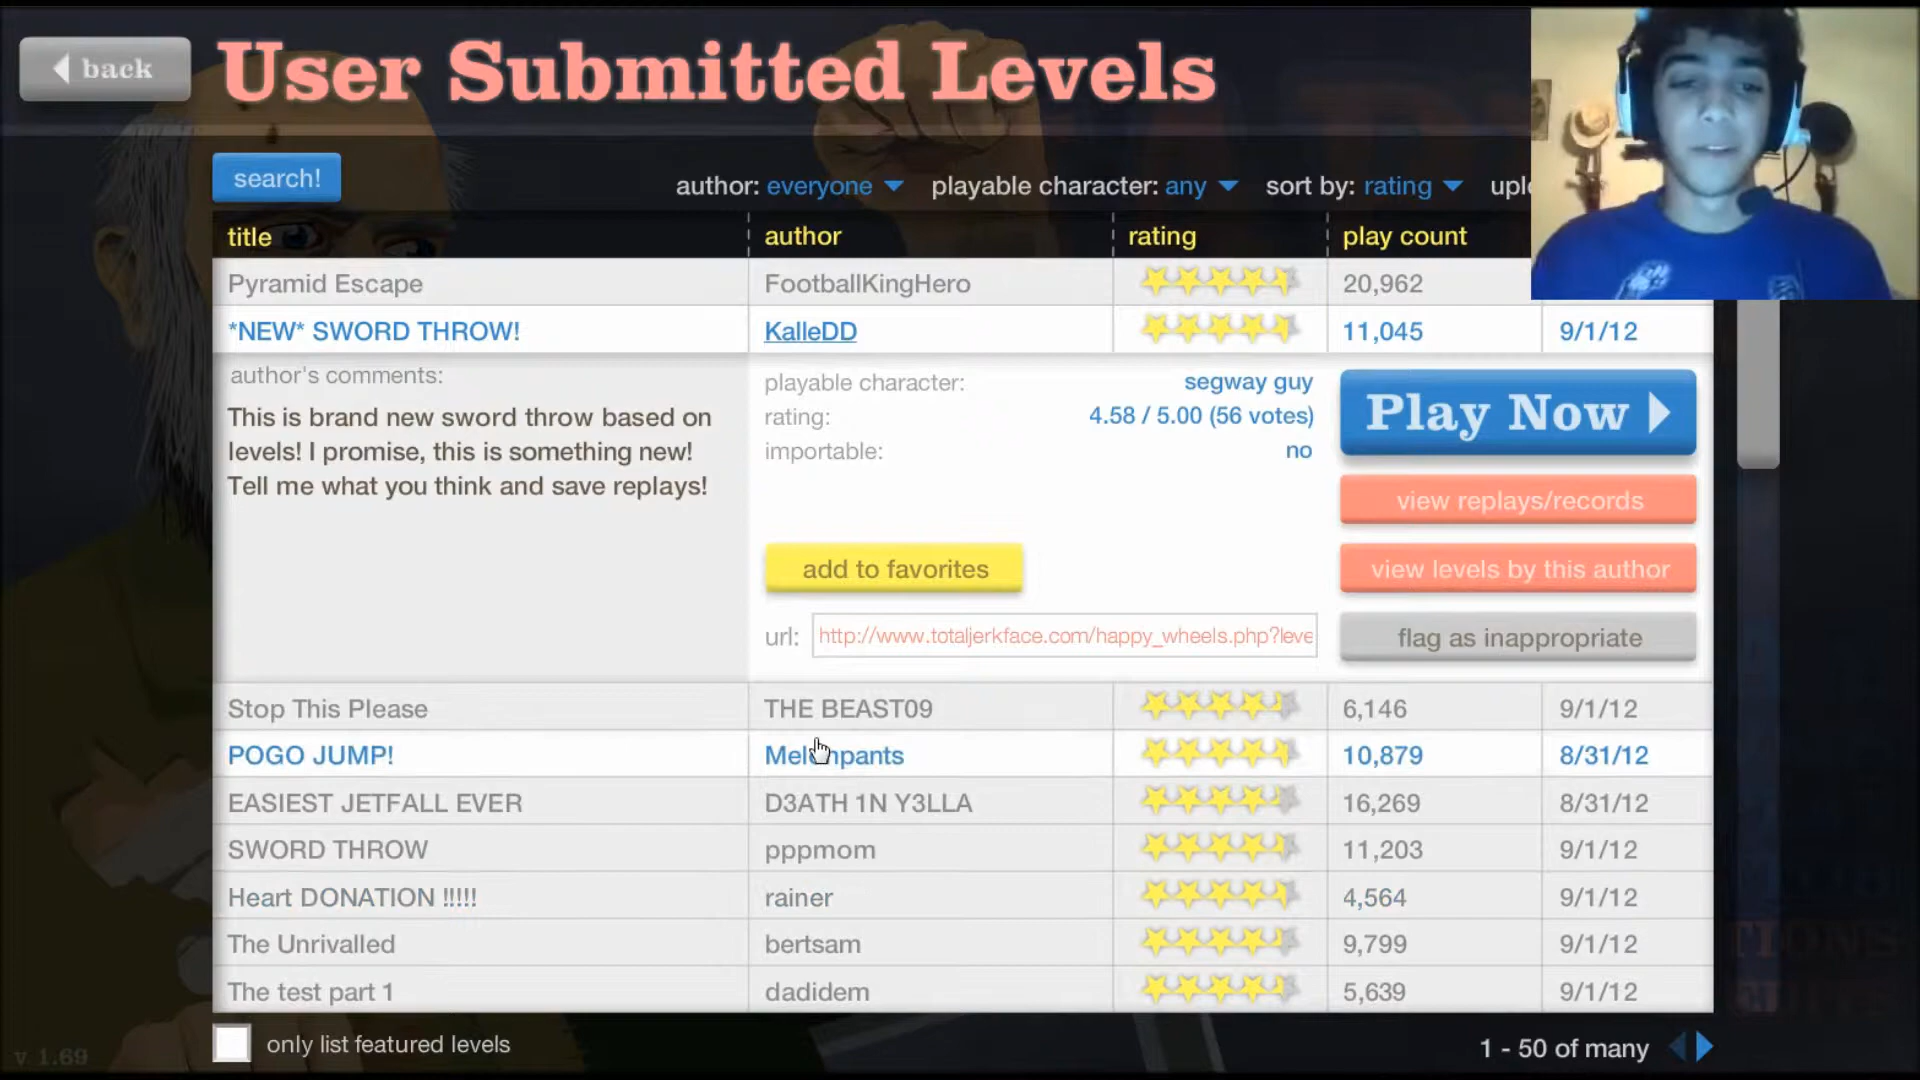 back
User Submitted Levels
search!
author: everyone playable character: any sort by: rating uplo
title author rating play count
Pyramid Escape FootballKingHero 20,962
*NEW* SWORD THROW! KalleDD 11,045 9/1/12
author's comments:
This is brand new sword throw based on
levels! I promise, this is something new!
Tell me what you think and save replays!
playable character: segway guy
rating: 4.58 / 5.00 (56 votes)
importable: no
add to favorites
url: http://www.totaljerkface.com/happy_wheels.php?leve
Play Now
view replays/records
view levels by this author
flag as inappropriate
Stop This Please THE BEAST09 6,146 9/1/12
POGO JUMP! 10,879 8/31/12
EASIEST JETFALL EVER D3ATH 1N Y3LLA 16,269 8/31/12
SWORD THROW pppmom 11,203 9/1/12
Heart DONATION !!!!! rainer 4,564 9/1/12
The Unrivalled bertsam 9,799 9/1/12
The test part 1 dadidem 5,639 9/1/12
only list featured levels
1 - 50 of many
v. 1.69